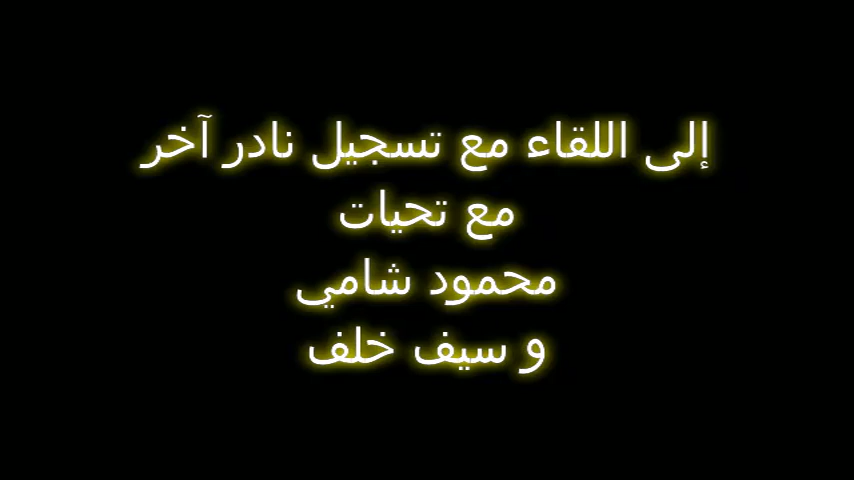 إلى اللقاء مع تسجيل نادر آخر
مع تحيات
محمود شامي
و سيف خلف